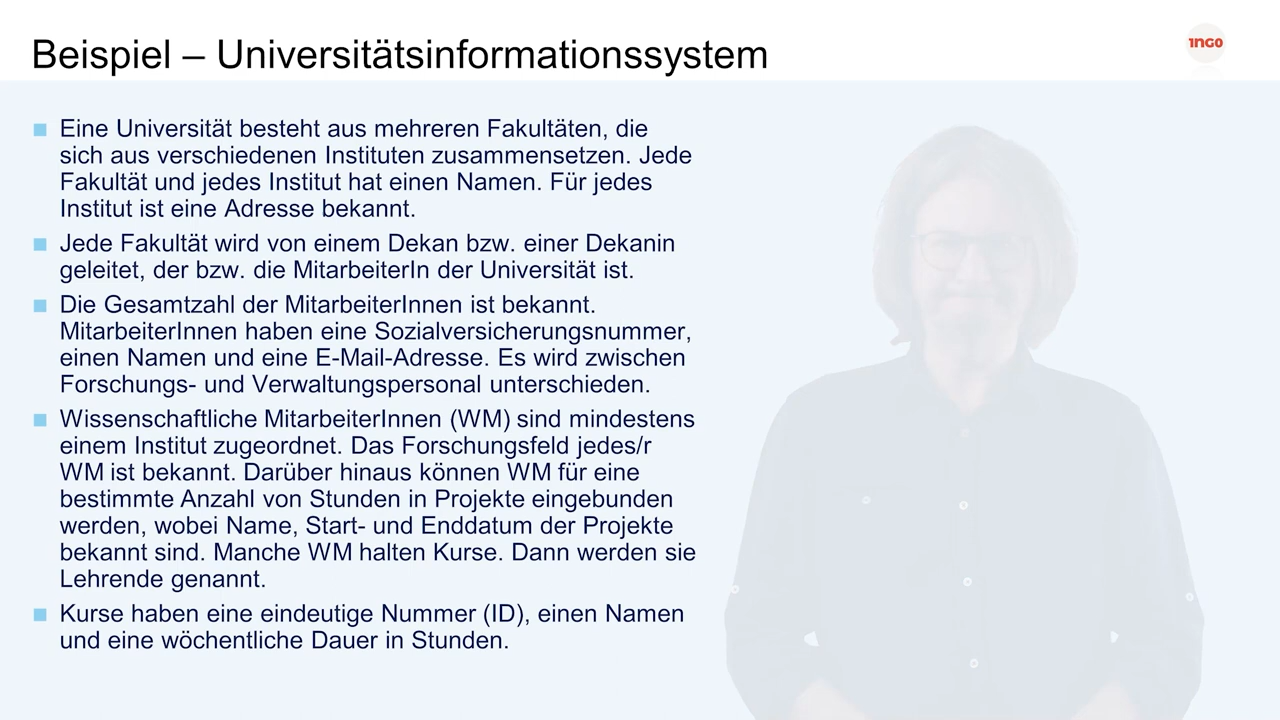 Beispiel – Universitätsinformationssystem
1NGO
Eine Universität besteht aus mehreren Fakultäten, die
sich aus verschiedenen Instituten zusammensetzen. Jede
Fakultät und jedes Institut hat einen Namen. Für jedes
Institut ist eine Adresse bekannt.
Jede Fakultät wird von einem Dekan bzw. einer Dekanin
geleitet, der bzw. die MitarbeiterIn der Universität ist.
Die Gesamtzahl der MitarbeiterInnen ist bekannt.
MitarbeiterInnen haben eine Sozialversicherungsnummer,
einen Namen und eine E-Mail-Adresse. Es wird zwischen
Forschungs- und Verwaltungspersonal unterschieden.
Wissenschaftliche MitarbeiterInnen (WM) sind mindestens
einem Institut zugeordnet. Das Forschungsfeld jedes/r
WM ist bekannt. Darüber hinaus können WM für eine
bestimmte Anzahl von Stunden in Projekte eingebunden
werden, wobei Name, Start- und Enddatum der Projekte
bekannt sind. Manche WM halten Kurse. Dann werden sie
Lehrende genannt.
Kurse haben eine eindeutige Nummer (ID), einen Namen
und eine wöchentliche Dauer in Stunden.